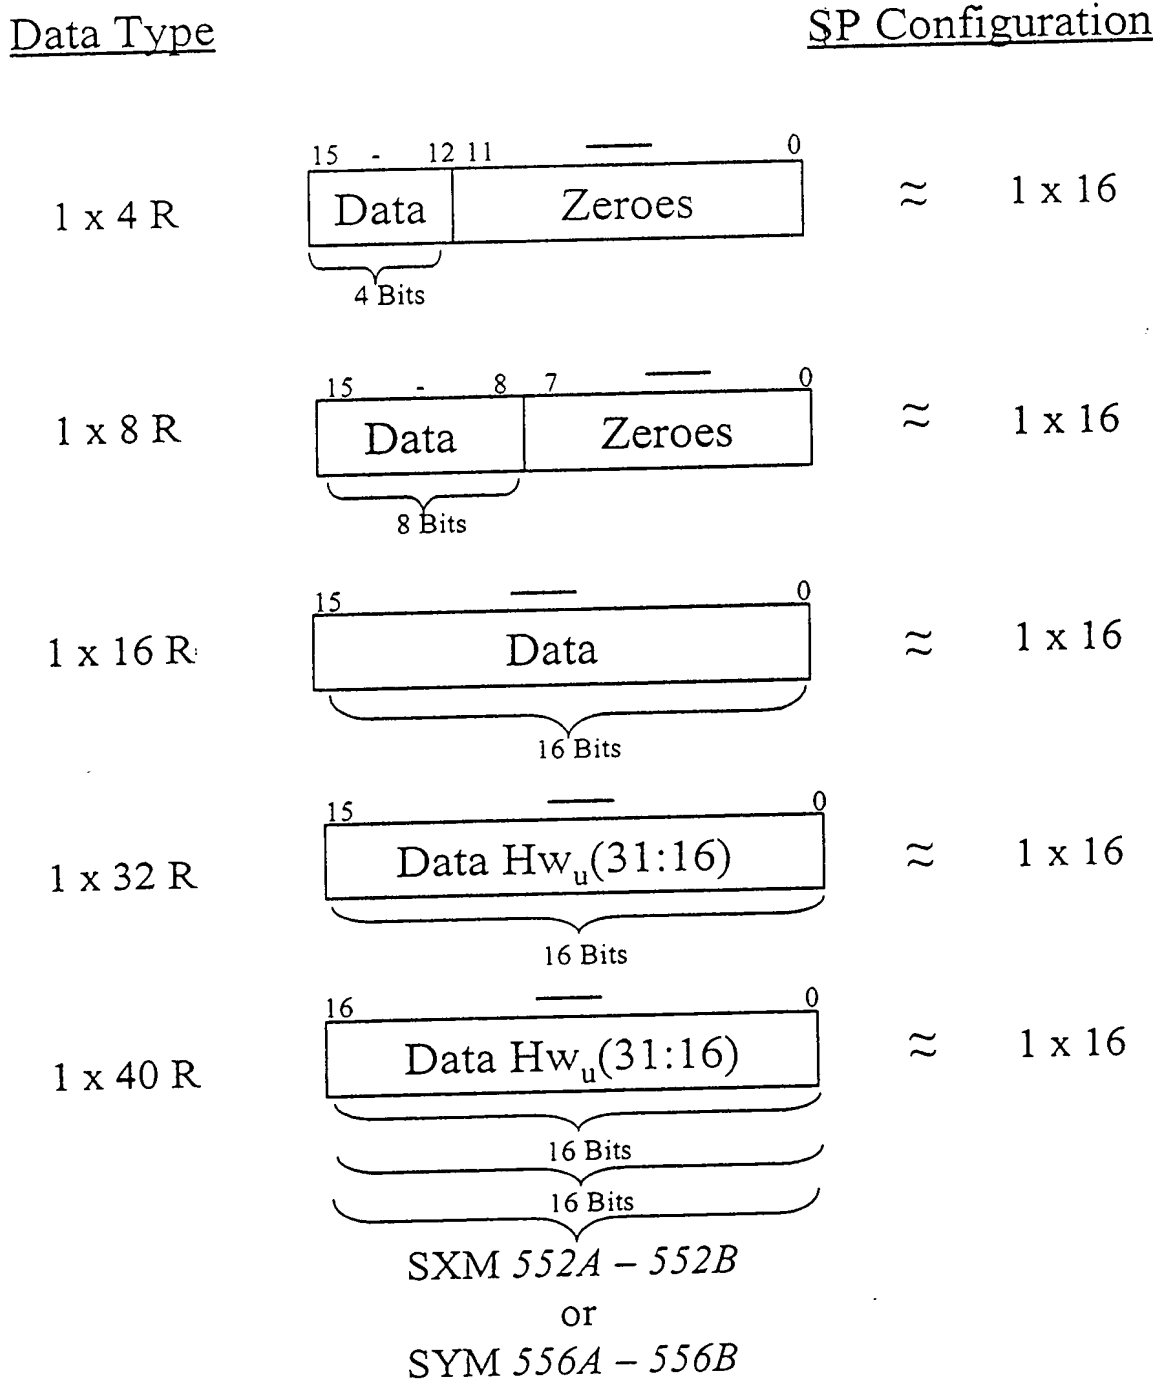 Data Type SP Configuration
15 - 12 11 — 0
1 x 4 R Data Zeroes ≈ 1 x 16
4 Bits
15 - 8 7 — 0
1 x 8 R Data Zeroes ≈ 1 x 16
8 Bits
15 — 0
1 x 16 R Data ≈ 1 x 16
16 Bits
15 — 0
1 x 32 R Data Hwu(31:16) ≈ 1 x 16
16 Bits
16 — 0
1 x 40 R Data Hwu(31:16) ≈ 1 x 16
16 Bits
16 Bits
SXM 552A – 552B
or
SYM 556A – 556B